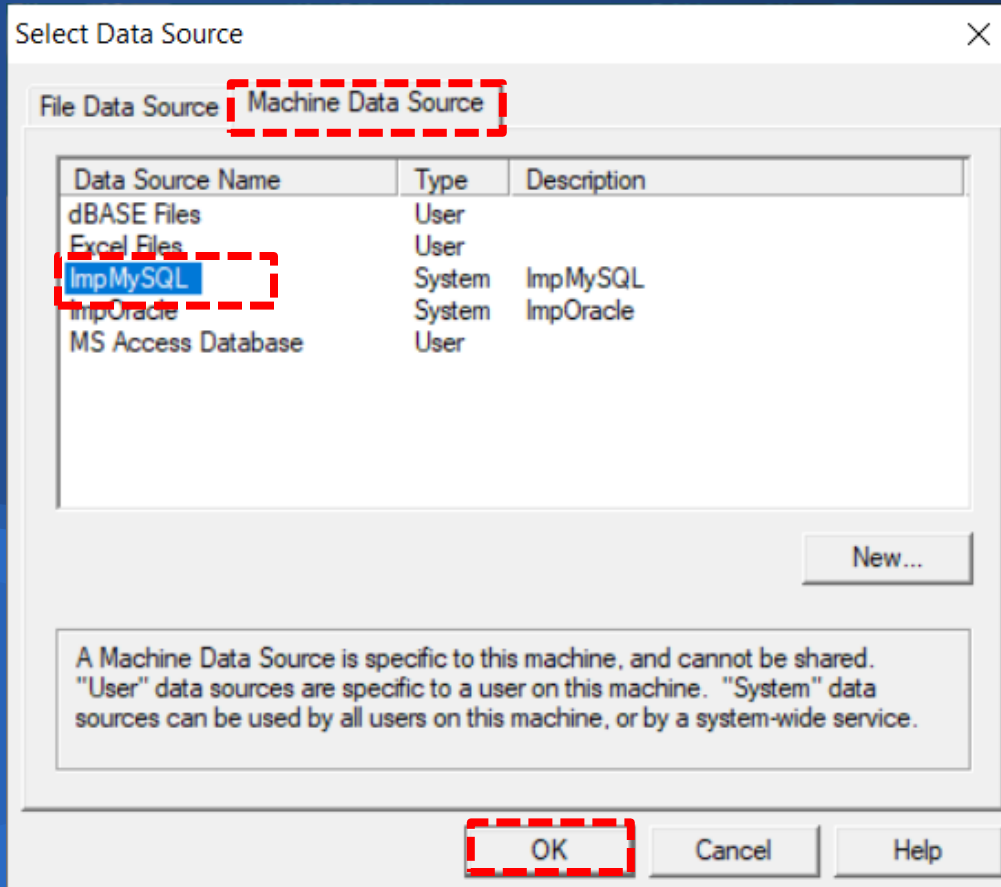 Select Data Source
File Data Source Machine Data Source
Data Source Name Type Description
dBASE Files User
Excel Files User
ImpMySQL System ImpMySQL
ImpOracle System ImpOracle
MS Access Database User
New...
A Machine Data Source is specific to this machine, and cannot be shared.
"User" data sources are specific to a user on this machine. "System" data
sources can be used by all users on this machine, or by a system-wide service.
OK Cancel Help